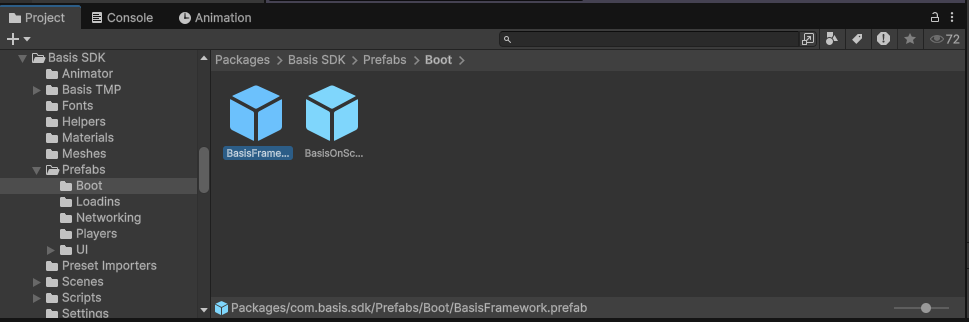 Project Console Animation
72
Basis SDK
Animator
Basis TMP
Fonts
Helpers
Materials
Meshes
Prefabs
Boot
Loadins
Networking
Players
UI
Preset Importers
Scenes
Scripts
Settings
Packages > Basis SDK > Prefabs > Boot >
BasisFrame... BasisOnSc...
Packages/com.basis.sdk/Prefabs/Boot/BasisFramework.prefab